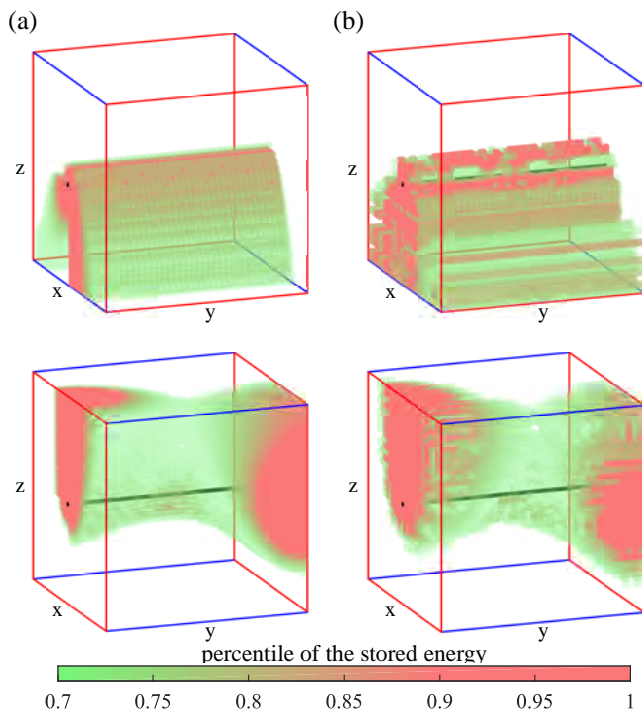 (a)
(b)
z
x
y
z
x
y
z
x
y
z
x
y
percentile of the stored energy
0.7 0.75 0.8 0.85 0.9 0.95 1